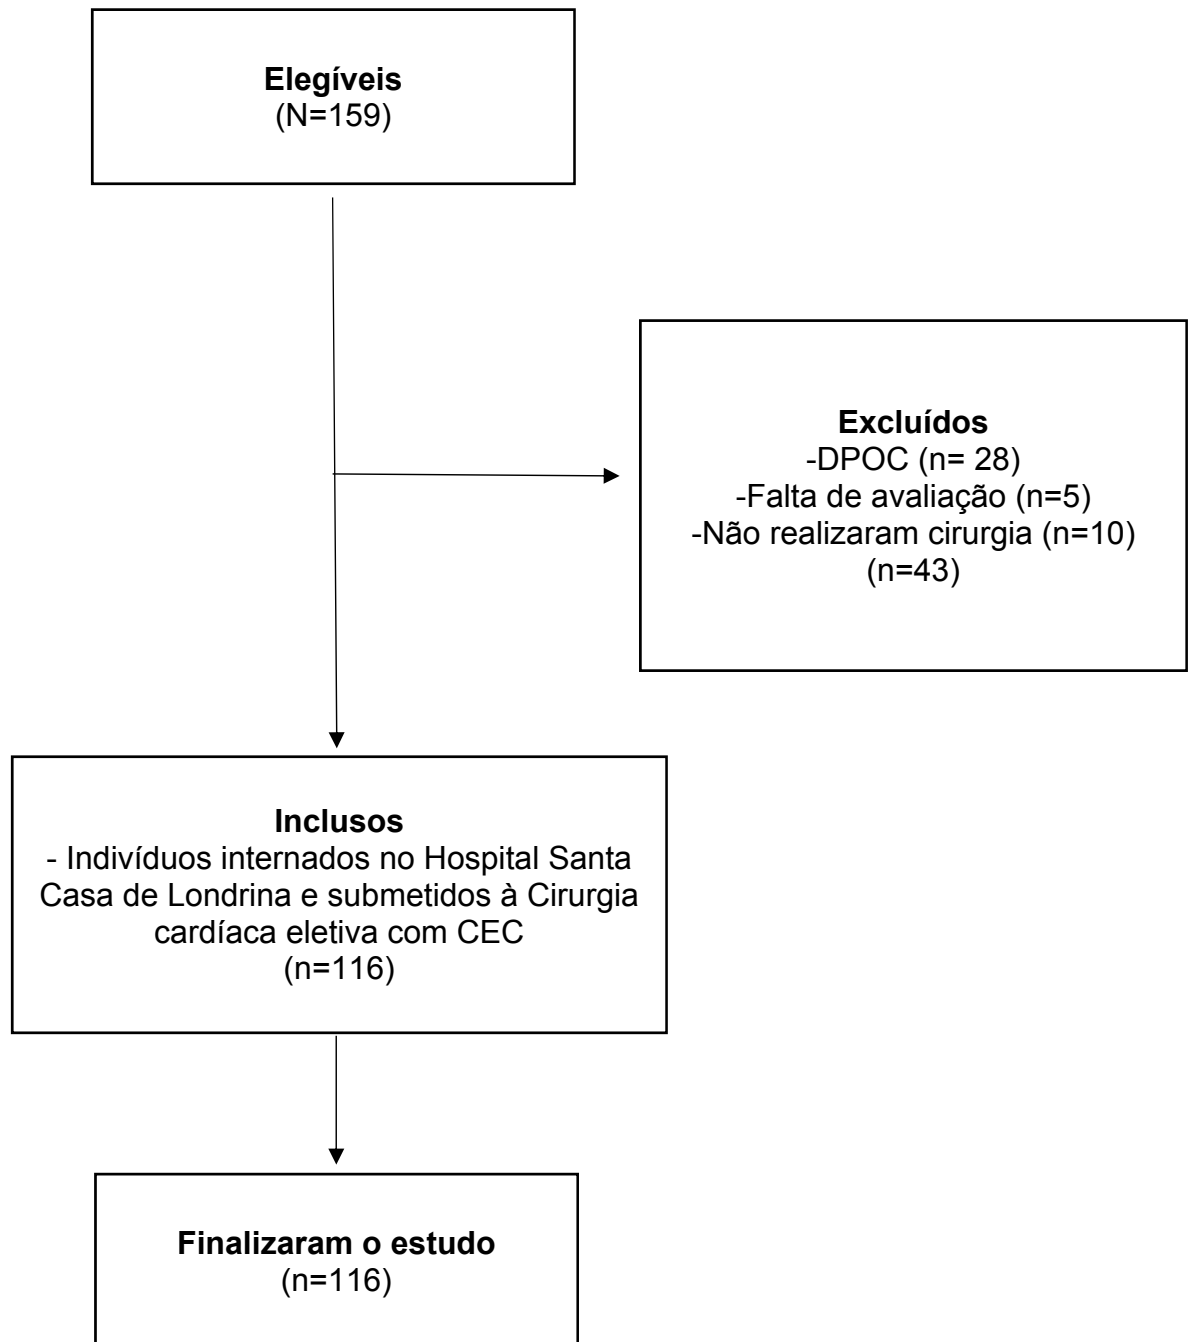 Elegíveis
(N=159)
Excluídos
-DPOC (n= 28)
-Falta de avaliação (n=5)
-Não realizaram cirurgia (n=10)
(n=43)
Inclusos
- Indivíduos internados no Hospital Santa
Casa de Londrina e submetidos à Cirurgia
cardíaca eletiva com CEC
(n=116)
Finalizaram o estudo
(n=116)